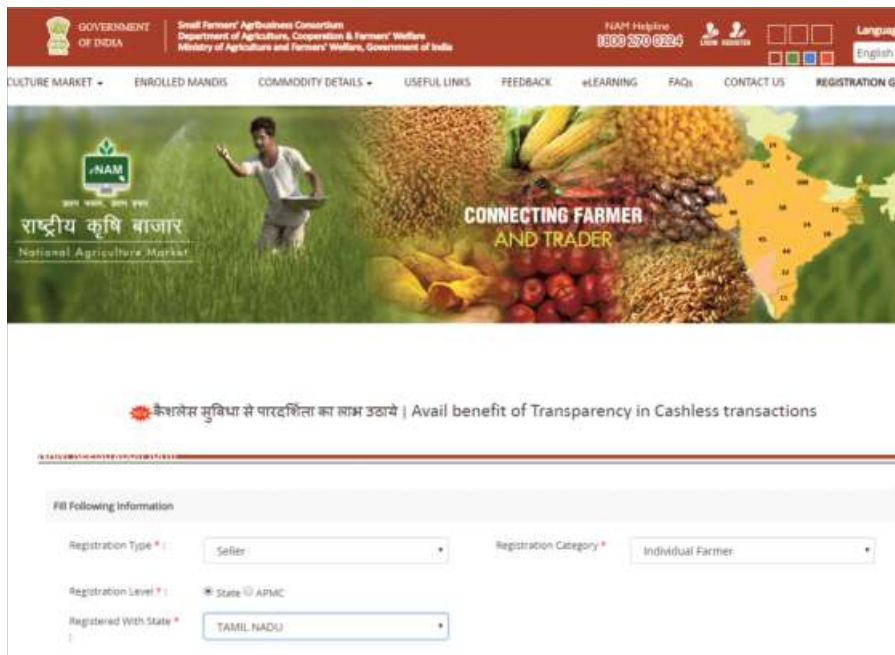 GOVERNMENT
OF INDIA
Small Farmers' Agribusiness Consortium
Department of Agriculture, Cooperation & Farmers' Welfare
Ministry of Agriculture and Farmers' Welfare, Government of India
NAM Helpline
1800 270 0224
LOGIN REGISTER
Languag
English
CULTURE MARKET ENROLLED MANDIS COMMODITY DETAILS USEFUL LINKS FEEDBACK eLEARNING FAQs CONTACT US REGISTRATION G
eNAM
राष्ट्रीय कृषि बाजार
National Agriculture Market
CONNECTING FARMER
AND TRADER
कैशलेस सुविधा से पारदर्शिता का लाभ उठाये | Avail benefit of Transparency in Cashless transactions
Fill Following Information
Registration Type * : Seller Registration Category * Individual Farmer
Registration Level * : State APMC
Registered With State * : TAMIL NADU